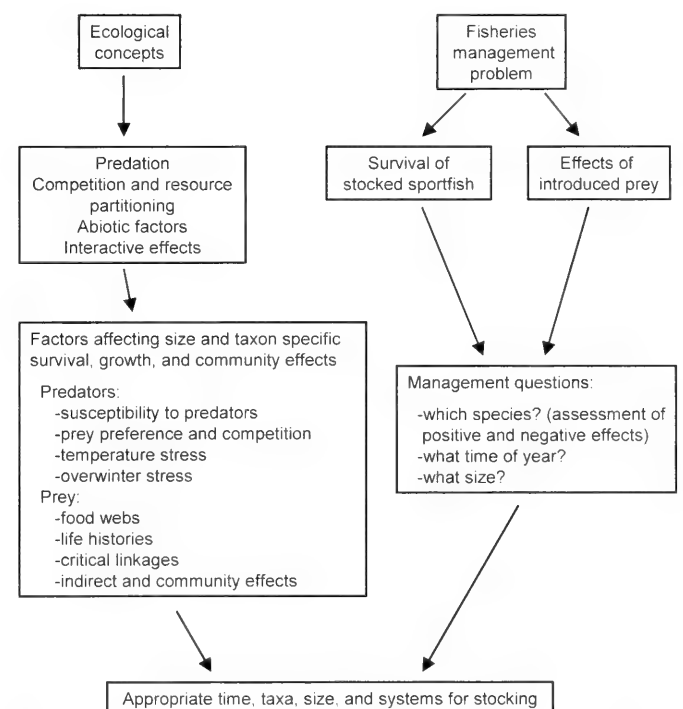 Ecological
concepts
Fisheries
management
problem
Predation
Competition and resource
partitioning
Abiotic factors
Interactive effects
Survival of
stocked sportfish
Effects of
introduced prey
Factors affecting size and taxon specific
survival, growth, and community effects
Predators:
-susceptibility to predators
-prey preference and competition
-temperature stress
-overwinter stress
Prey:
-food webs
-life histories
-critical linkages
-indirect and community effects
Management questions:
-which species? (assessment of
positive and negative effects)
-what time of year?
-what size?
Appropriate time, taxa, size, and systems for stocking